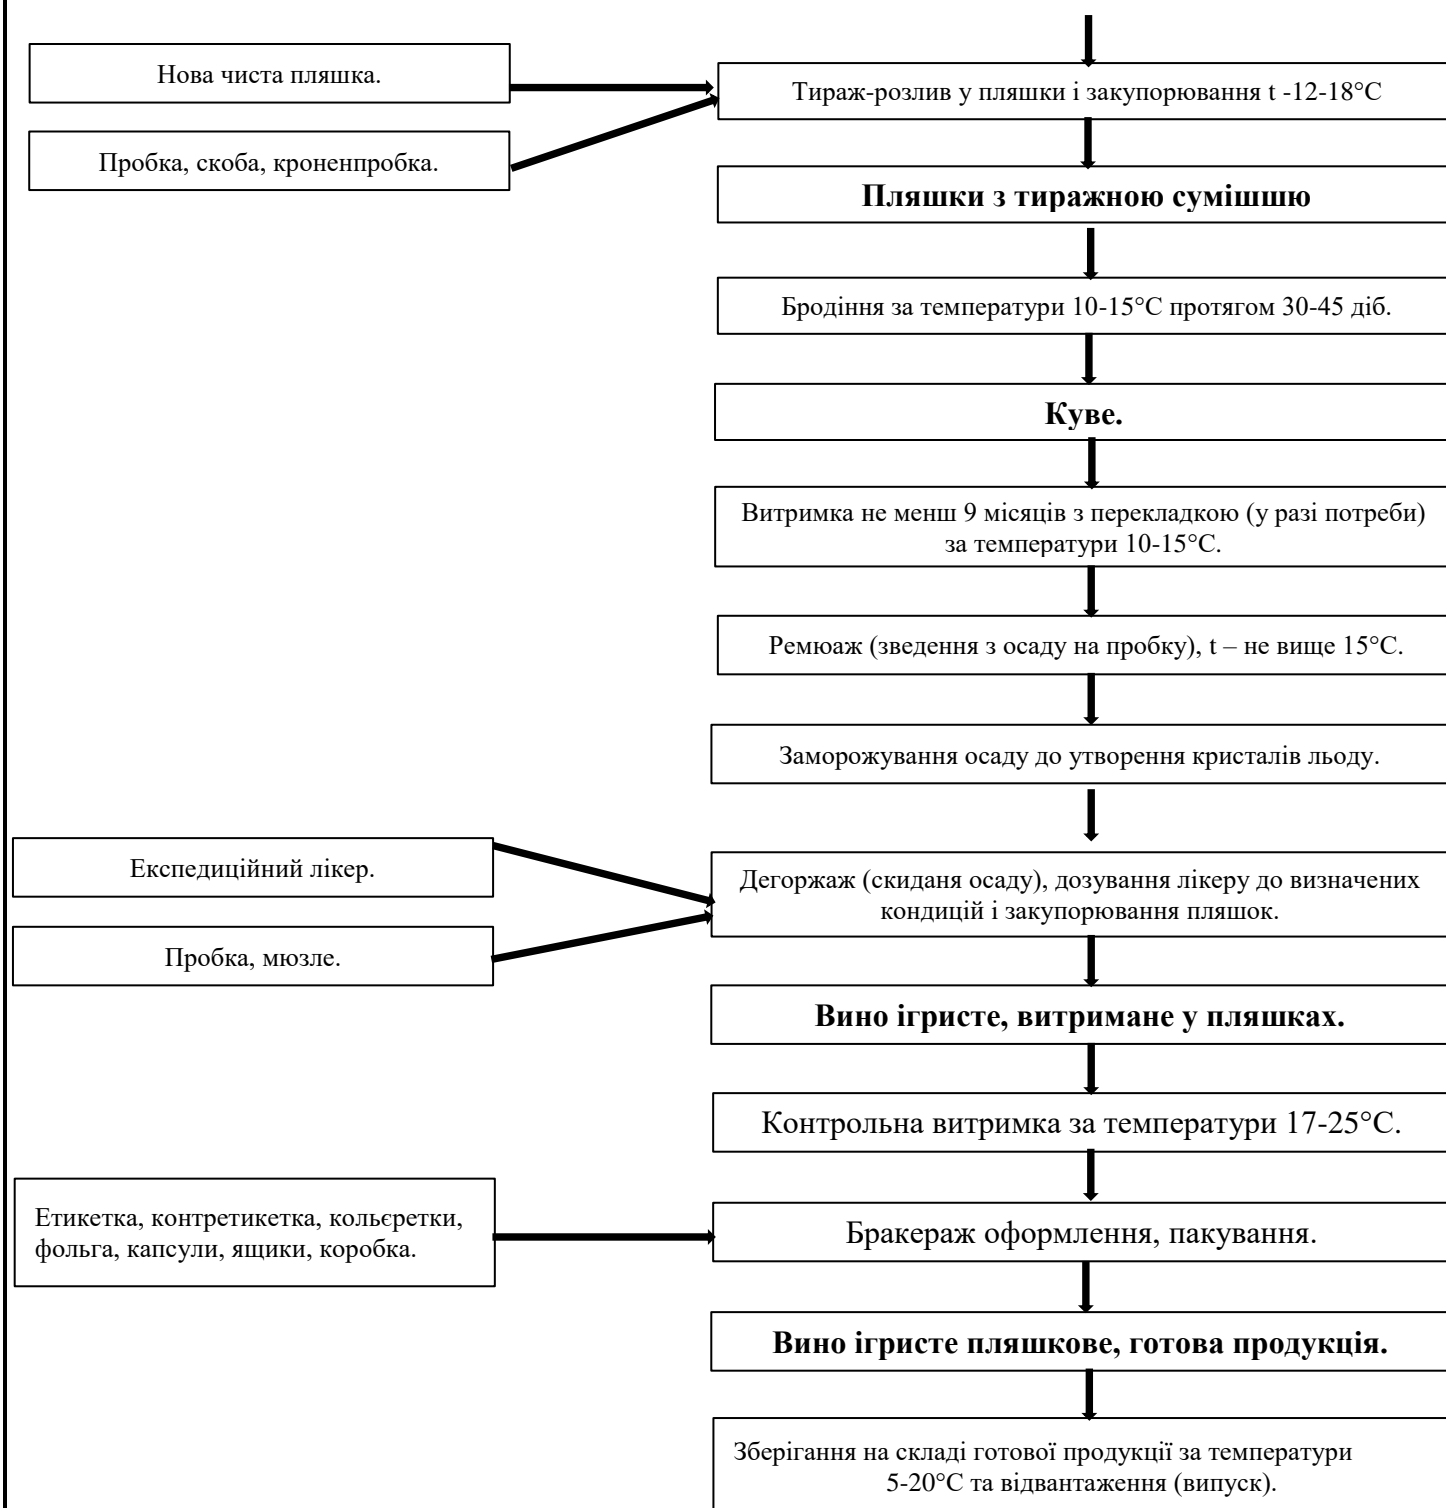 Нова чиста пляшка.
Тираж-розлив у пляшки і закупорювання t -12-18°С
Пробка, скоба, кроненпробка.
Пляшки з тиражною сумішшю
Бродіння за температури 10-15°С протягом 30-45 діб.
Куве.
Витримка не менш 9 місяців з перекладкою (у разі потреби)
за температури 10-15°С.
Ремюаж (зведення з осаду на пробку), t – не вище 15°С.
Заморожування осаду до утворення кристалів льоду.
Експедиційний лікер.
Дегоржаж (скиданя осаду), дозування лікеру до визначених
кондицій і закупорювання пляшок.
Пробка, мюзле.
Вино ігристе, витримане у пляшках.
Контрольна витримка за температури 17-25°С.
Етикетка, контретикетка, кольєретки,
фольга, капсули, ящики, коробка.
Бракераж оформлення, пакування.
Вино ігристе пляшкове, готова продукція.
Зберігання на складі готової продукції за температури
5-20°С та відвантаження (випуск).